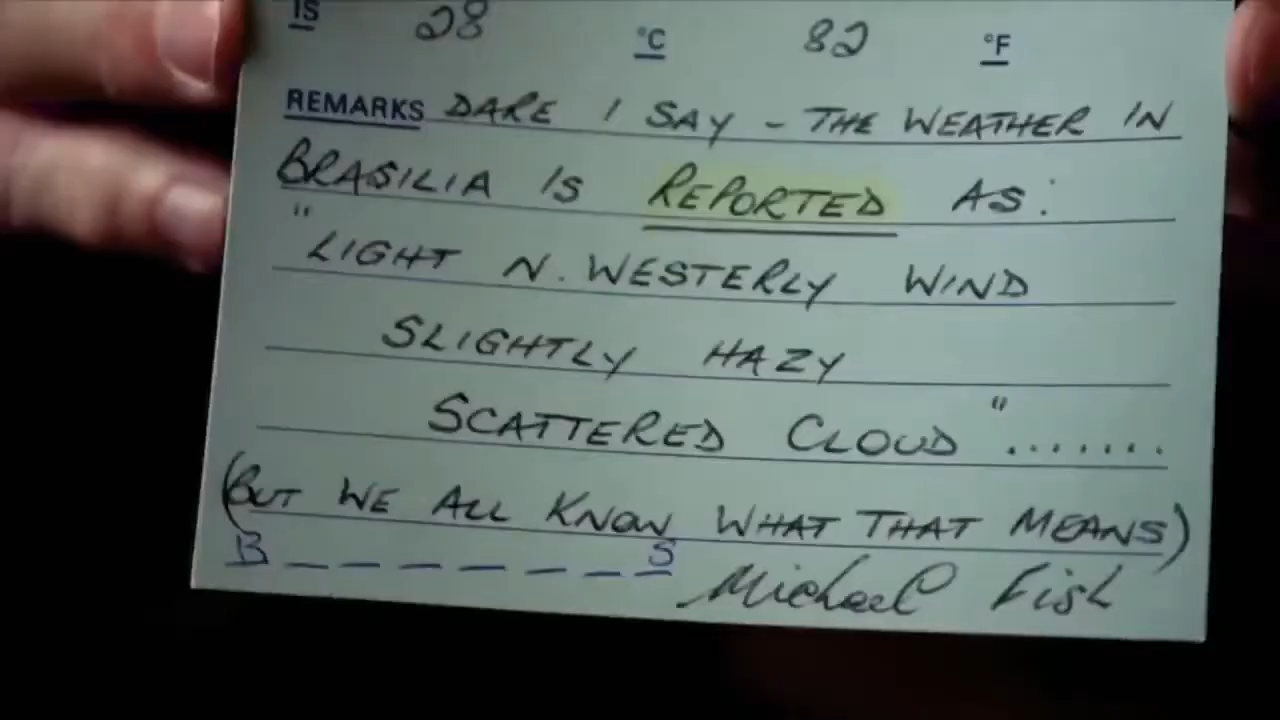 IS 28 °C 82 °F
REMARKS DARE I SAY - THE WEATHER IN
BRASILIA IS REPORTED AS:
"LIGHT N. WESTERLY WIND
SLIGHTLY HAZY
SCATTERED CLOUD".......
(BUT WE ALL KNOW WHAT THAT MEANS)
B _ _ _ _ _ _ _ S Michael Fish